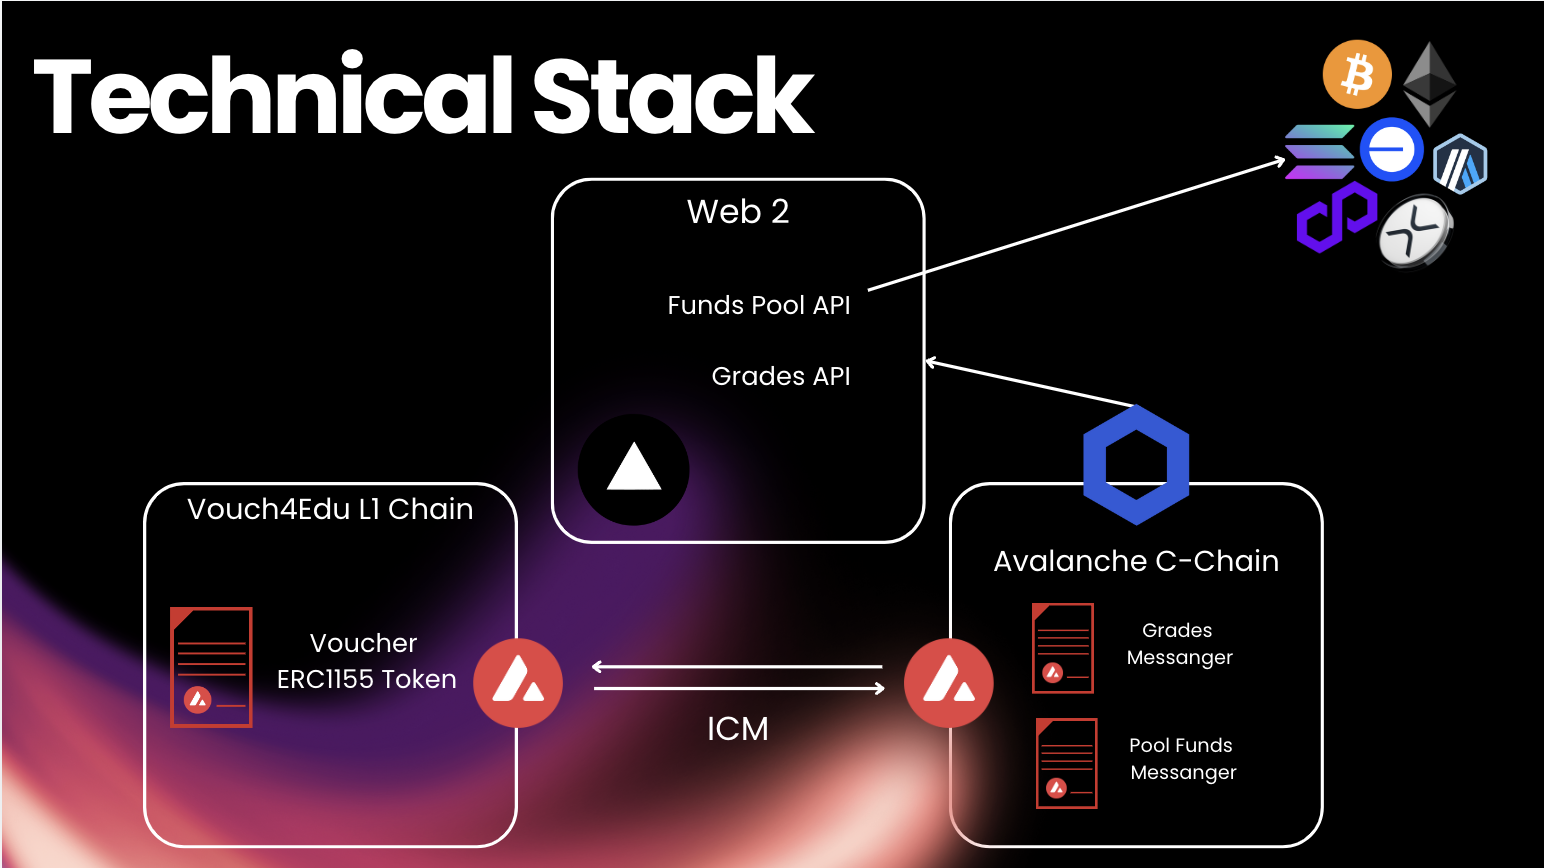 Technical Stack
Web 2
Funds Pool API
Grades API
Vouch4Edu L1 Chain
Voucher
ERC1155 Token
ICM
Avalanche C-Chain
Grades
Messanger
Pool Funds
Messanger